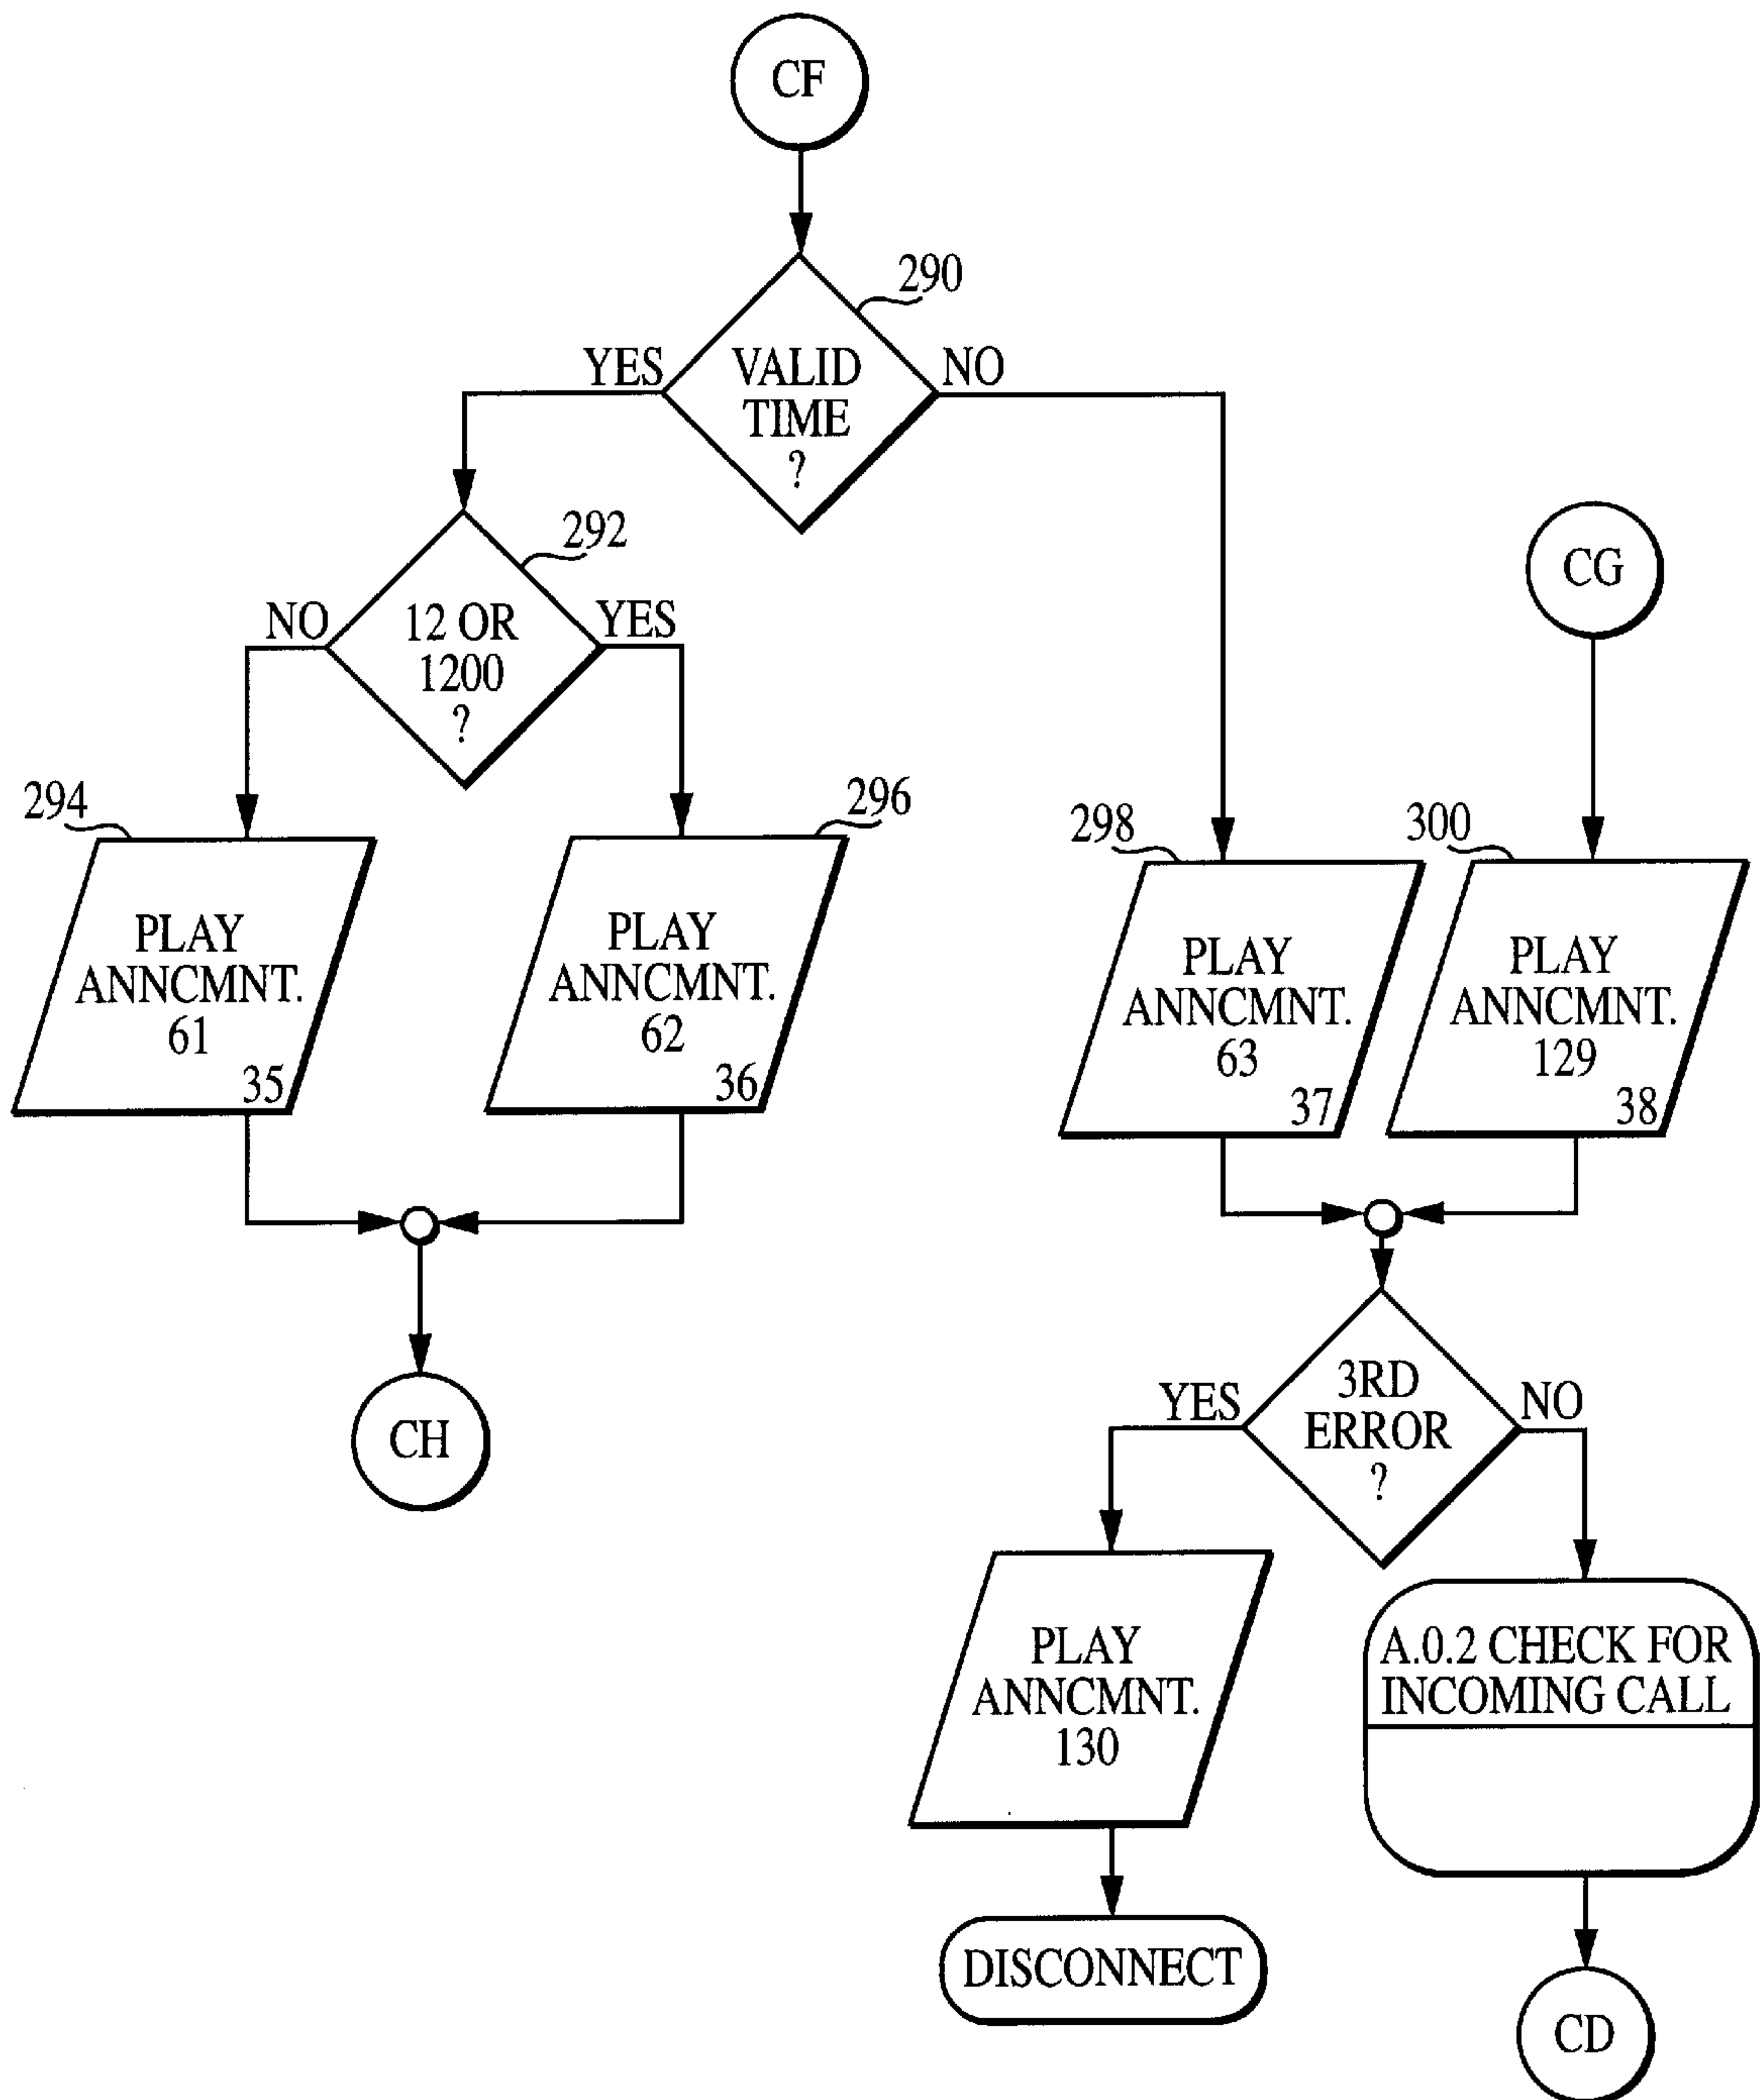 CF
290
YES
VALID
TIME
?
NO
292
NO
12 OR
1200
?
YES
CG
294
PLAY
ANNCMNT.
61
35
296
PLAY
ANNCMNT.
62
36
298
PLAY
ANNCMNT.
63
37
300
PLAY
ANNCMNT.
129
38
CH
YES
3RD
ERROR
?
NO
PLAY
ANNCMNT.
130
A.0.2 CHECK FOR
INCOMING CALL
DISCONNECT
CD